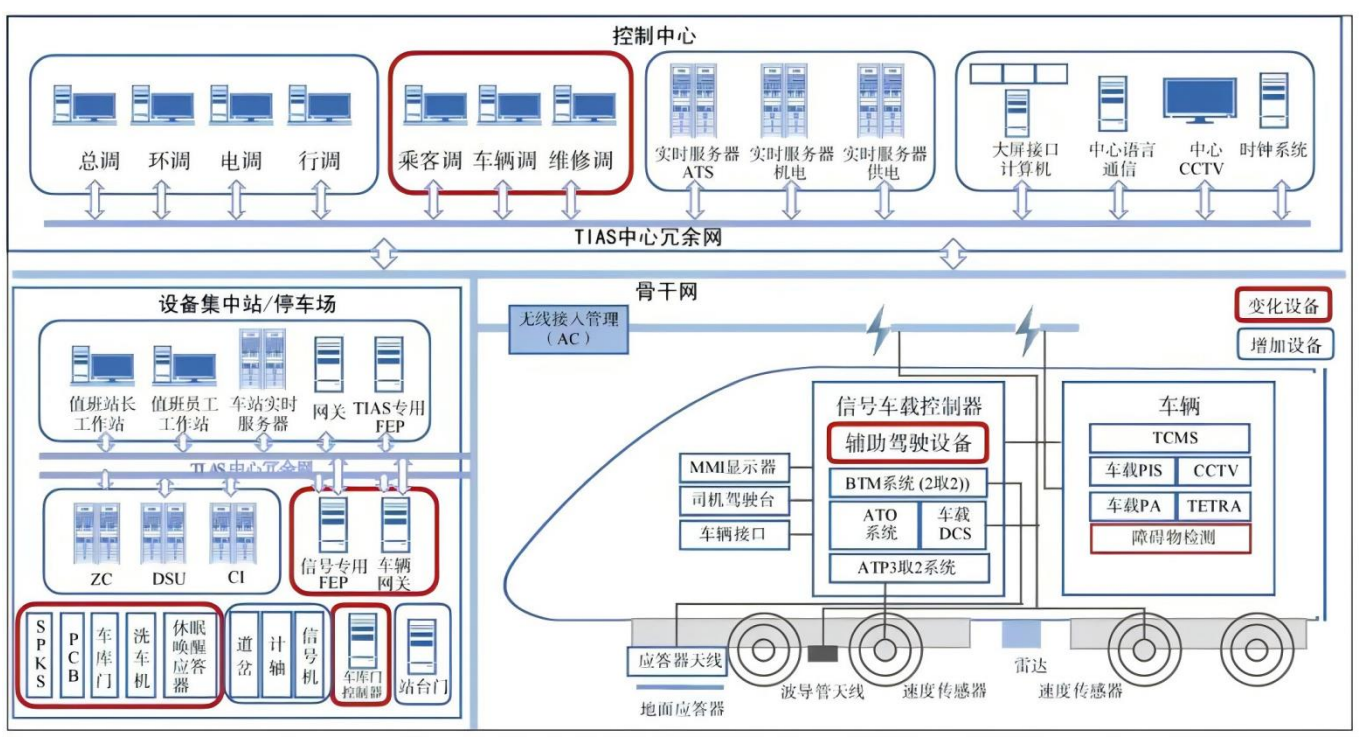 控制中心
总调
环调
电调
行调
乘客调
车辆调
维修调
实时服务器
ATS
实时服务器
机电
实时服务器
供电
大屏接口
计算机
中心语言
通信
中心
CCTV
时钟系统
TIAS中心冗余网
设备集中站/停车场
值班站长
工作站
值班员工
工作站
车站实时
服务器
网关
TIAS专用
FEP
TIAS中心冗余网
ZC
DSU
CI
信号专用
FEP
车辆
网关
SPKS
PCB
车库门
洗车机
休眠
唤醒
应答
器
道岔
计轴
信号机
车库门
控制器
站台门
骨干网
无线接入管理
(AC)
变化设备
增加设备
信号车载控制器
辅助驾驶设备
BTM系统 (2取2))
ATO
系统
车载
DCS
ATP3取2系统
MMI显示器
司机驾驶台
车辆接口
车辆
TCMS
车载PIS
CCTV
车载PA
TETRA
障碍物检测
应答器天线
地面应答器
波导管天线
速度传感器
雷达
速度传感器